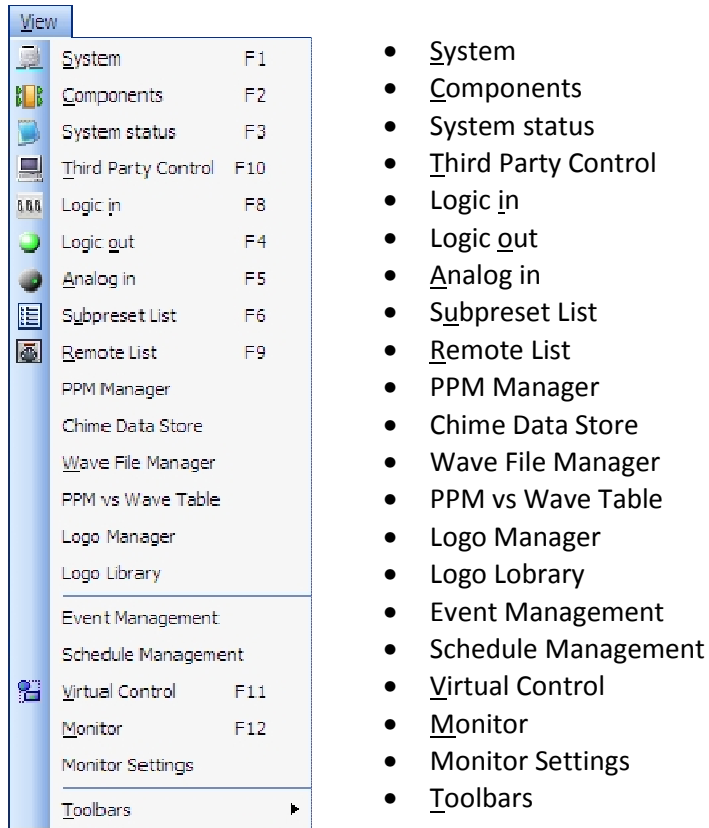 View
System F1
Components F2
System status F3
Third Party Control F10
Logic in F8
Logic out F4
Analog in F5
Subpreset List F6
Remote List F9
PPM Manager
Chime Data Store
Wave File Manager
PPM vs Wave Table
Logo Manager
Logo Library
Event Management
Schedule Management
Virtual Control F11
Monitor F12
Monitor Settings
Toolbars
• System
• Components
• System status
• Third Party Control
• Logic in
• Logic out
• Analog in
• Subpreset List
• Remote List
• PPM Manager
• Chime Data Store
• Wave File Manager
• PPM vs Wave Table
• Logo Manager
• Logo Lobrary
• Event Management
• Schedule Management
• Virtual Control
• Monitor
• Monitor Settings
• Toolbars